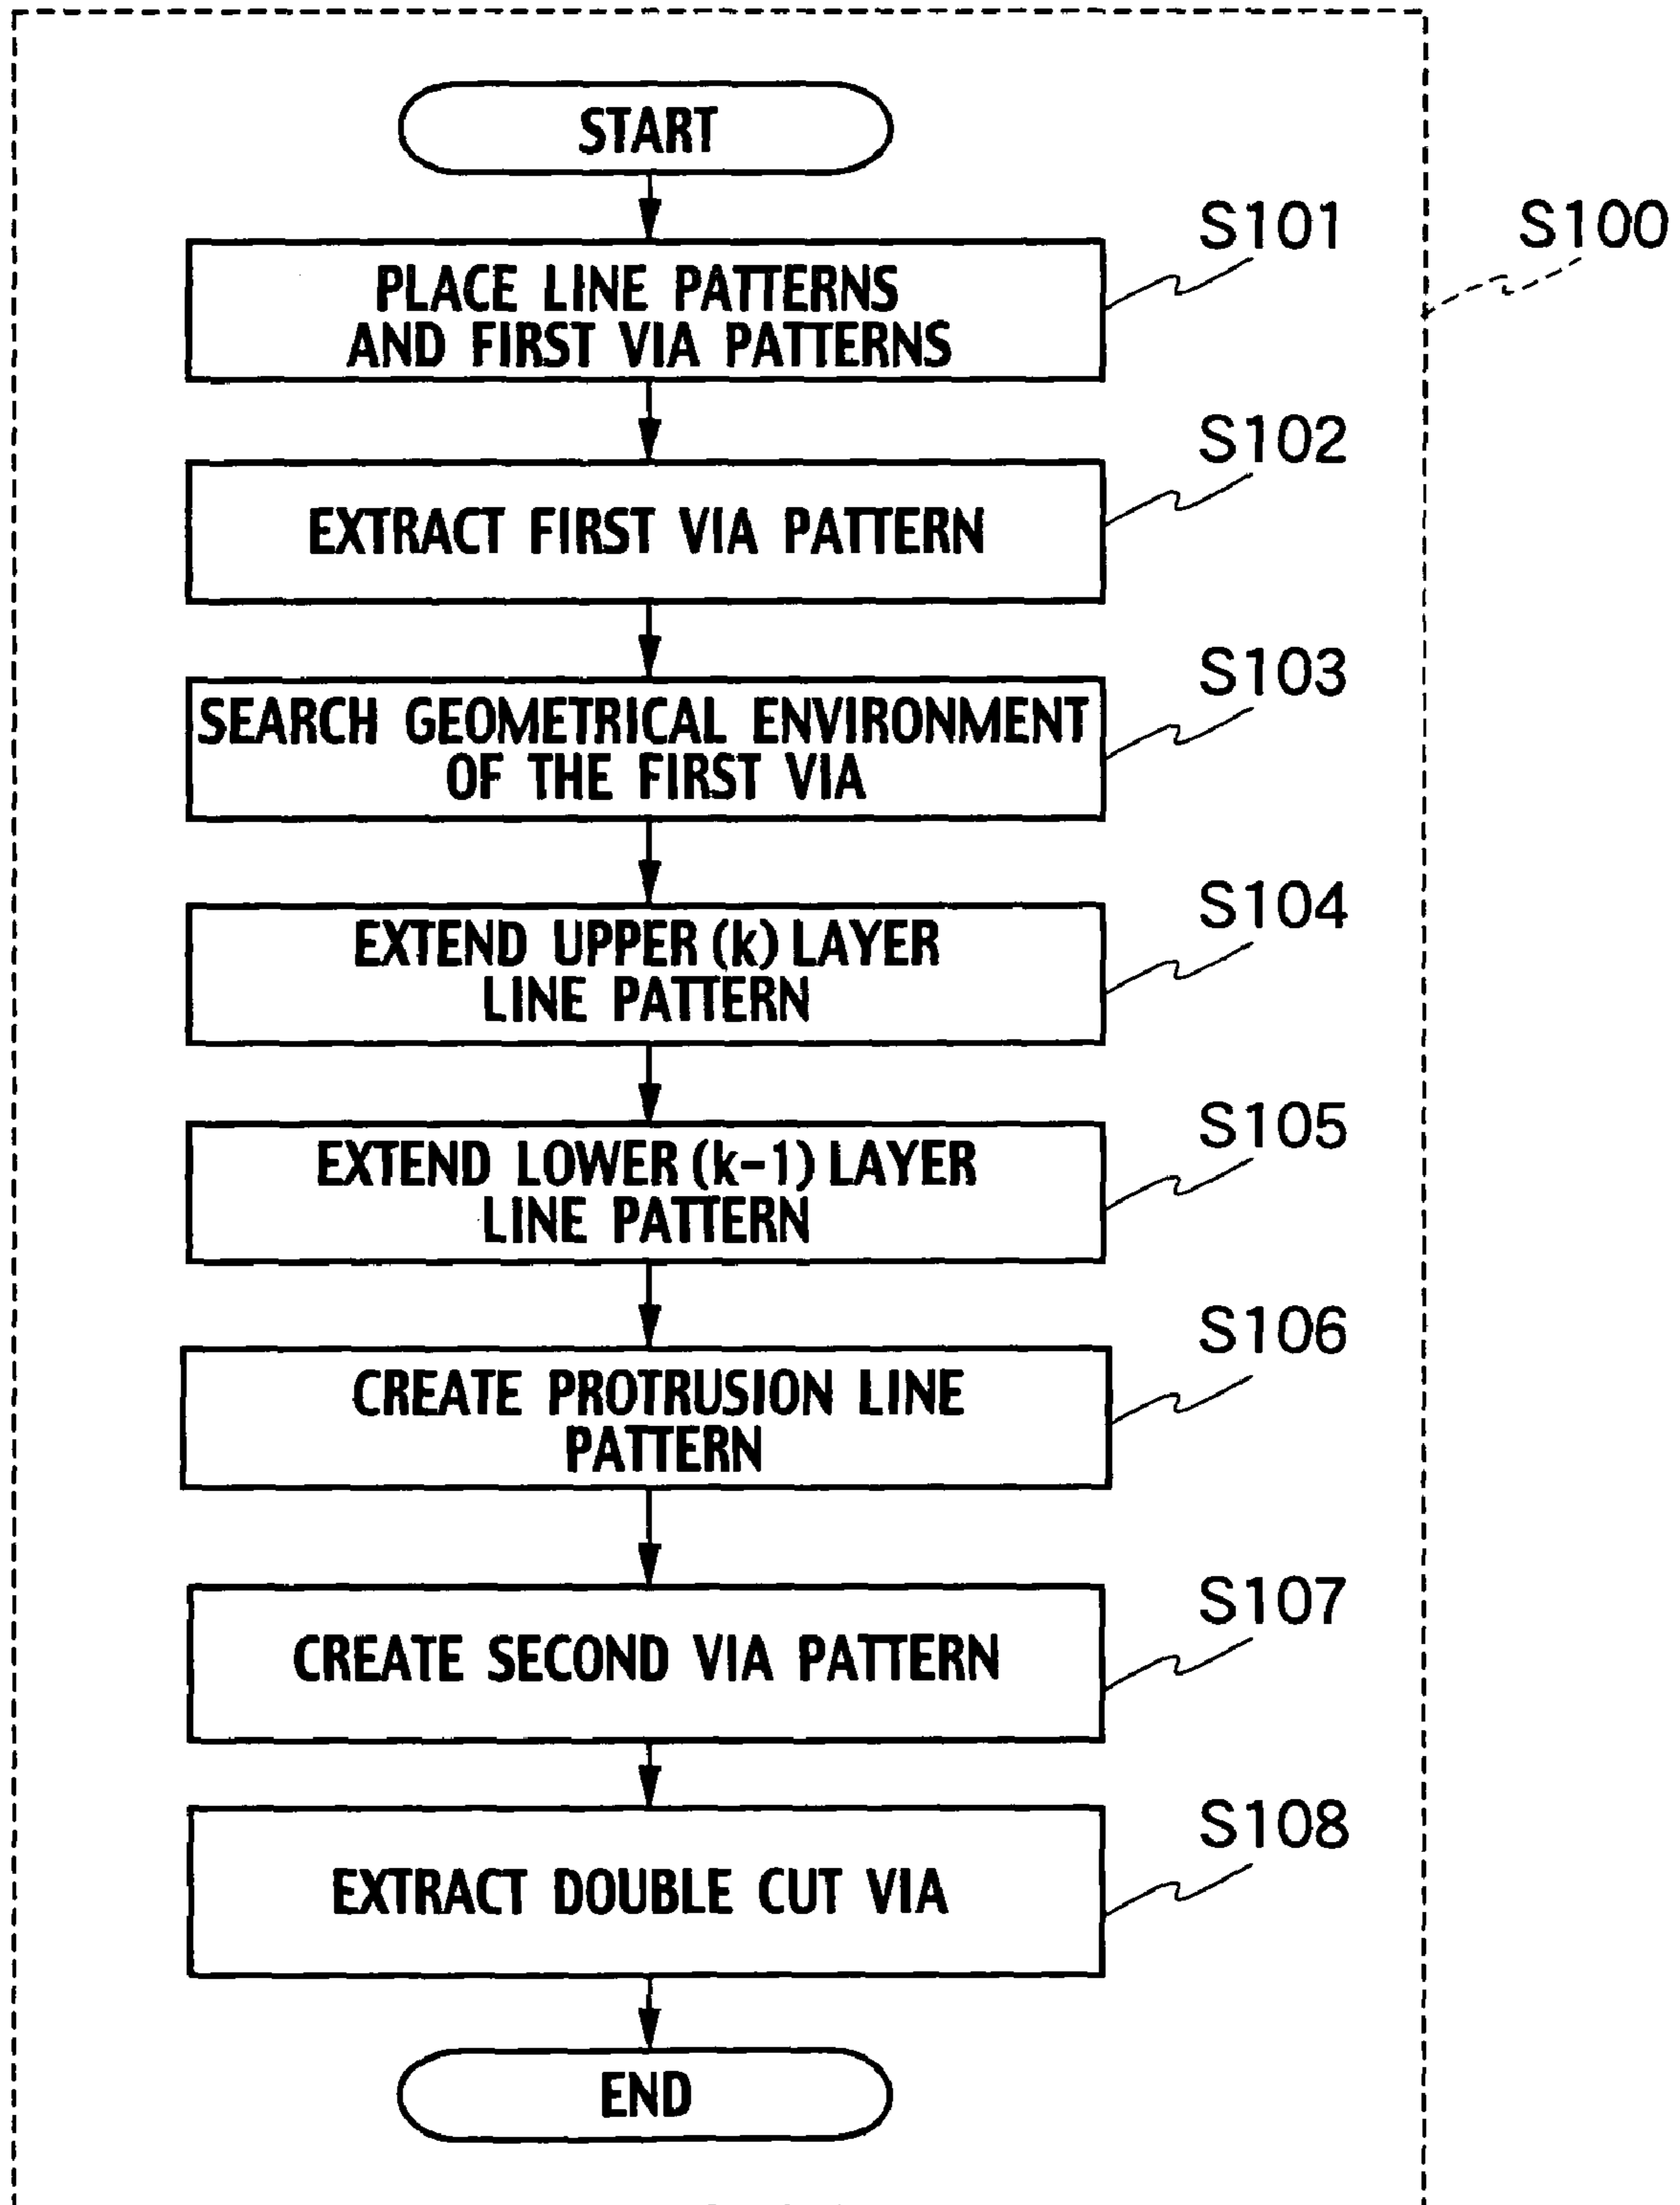 START
S101
S100
PLACE LINE PATTERNS
AND FIRST VIA PATTERNS
S102
EXTRACT FIRST VIA PATTERN
S103
SEARCH GEOMETRICAL ENVIRONMENT
OF THE FIRST VIA
S104
EXTEND UPPER (k) LAYER
LINE PATTERN
S105
EXTEND LOWER (k-1) LAYER
LINE PATTERN
S106
CREATE PROTRUSION LINE
PATTERN
S107
CREATE SECOND VIA PATTERN
S108
EXTRACT DOUBLE CUT VIA
END